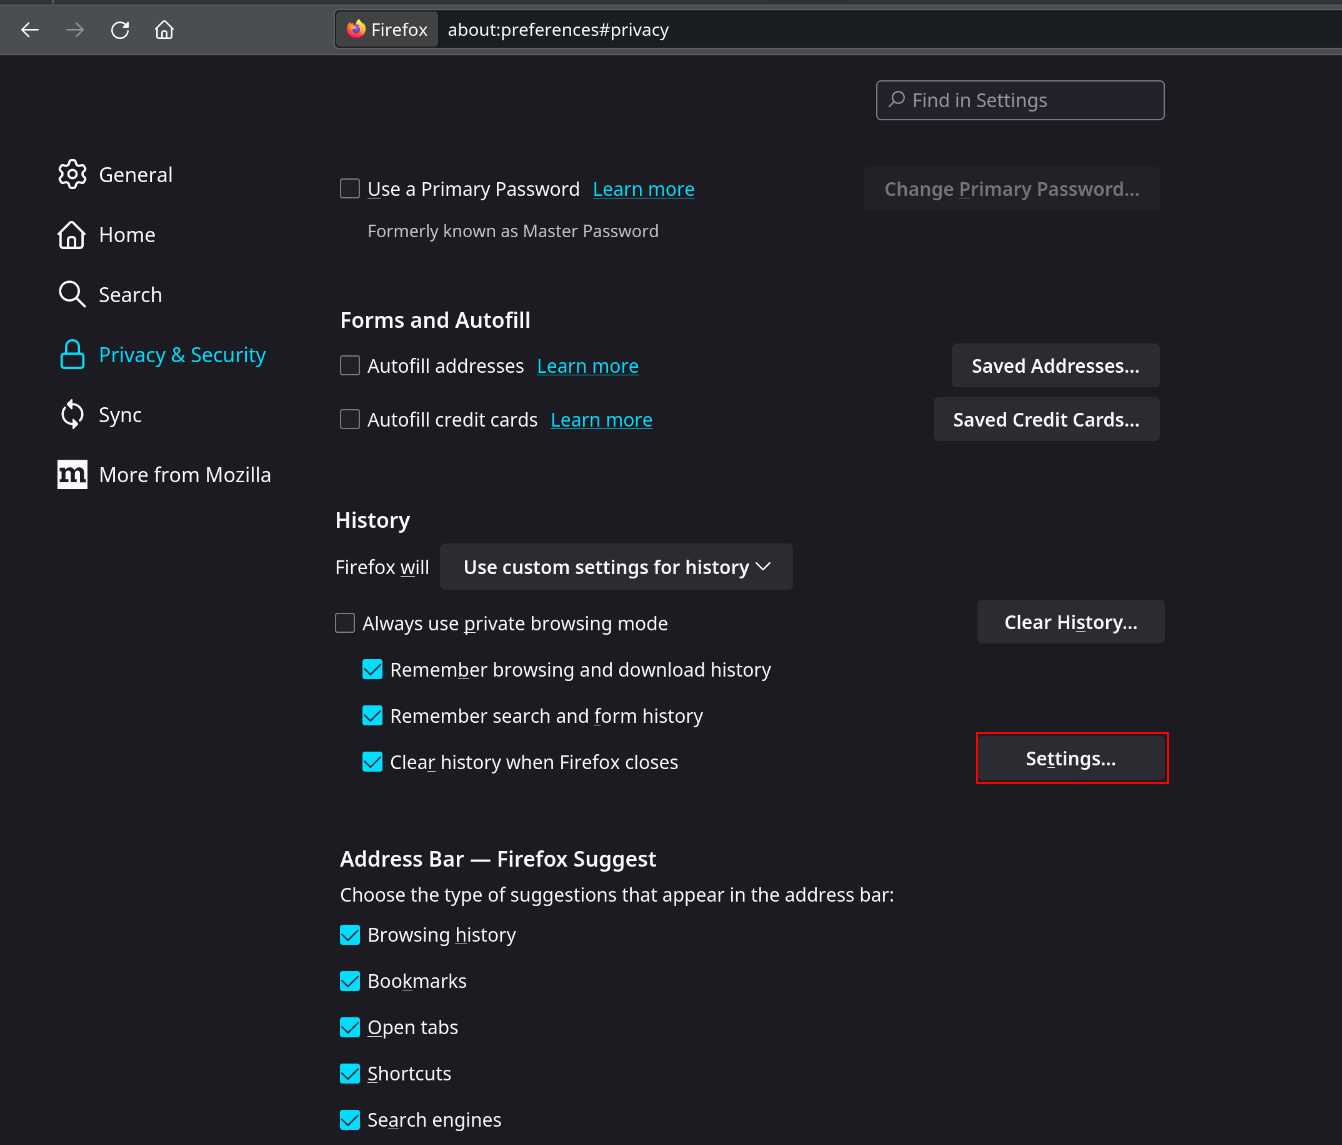 Firefox about:preferences#privacy
Find in Settings
General
Home
Search
Privacy & Security
Sync
m More from Mozilla
Use a Primary Password Learn more Change Primary Password...
Formerly known as Master Password
Forms and Autofill
Autofill addresses Learn more Saved Addresses...
Autofill credit cards Learn more Saved Credit Cards...
History
Firefox will Use custom settings for history
Always use private browsing mode Clear History...
Remember browsing and download history
Remember search and form history
Clear history when Firefox closes Settings...
Address Bar — Firefox Suggest
Choose the type of suggestions that appear in the address bar:
Browsing history
Bookmarks
Open tabs
Shortcuts
Search engines